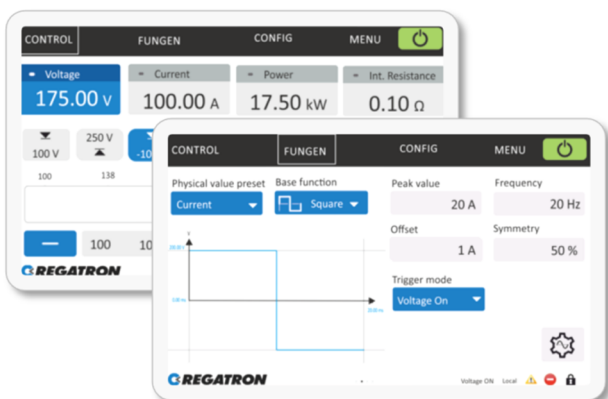 CONTROL FUNGEN CONFIG MENU
Voltage Current Power Int. Resistance
175.00 V 100.00 A 17.50 kW 0.10 Ω
100 V 250 V -10
100 138
100 10
REGATRON
CONTROL FUNGEN CONFIG MENU
Physical value preset Base function Peak value Frequency
Current Square 20 A 20 Hz
Offset Symmetry
1 A 50 %
Trigger mode
Voltage On
REGATRON
Voltage ON Local